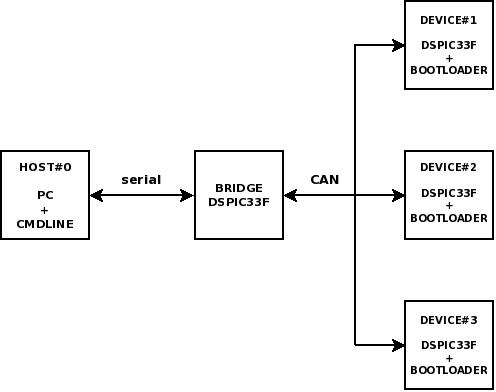 HOST#0
PC
+
CMDLINE
serial
BRIDGE
DSPIC33F
CAN
DEVICE#1
DSPIC33F
+
BOOTLOADER
DEVICE#2
DSPIC33F
+
BOOTLOADER
DEVICE#3
DSPIC33F
+
BOOTLOADER